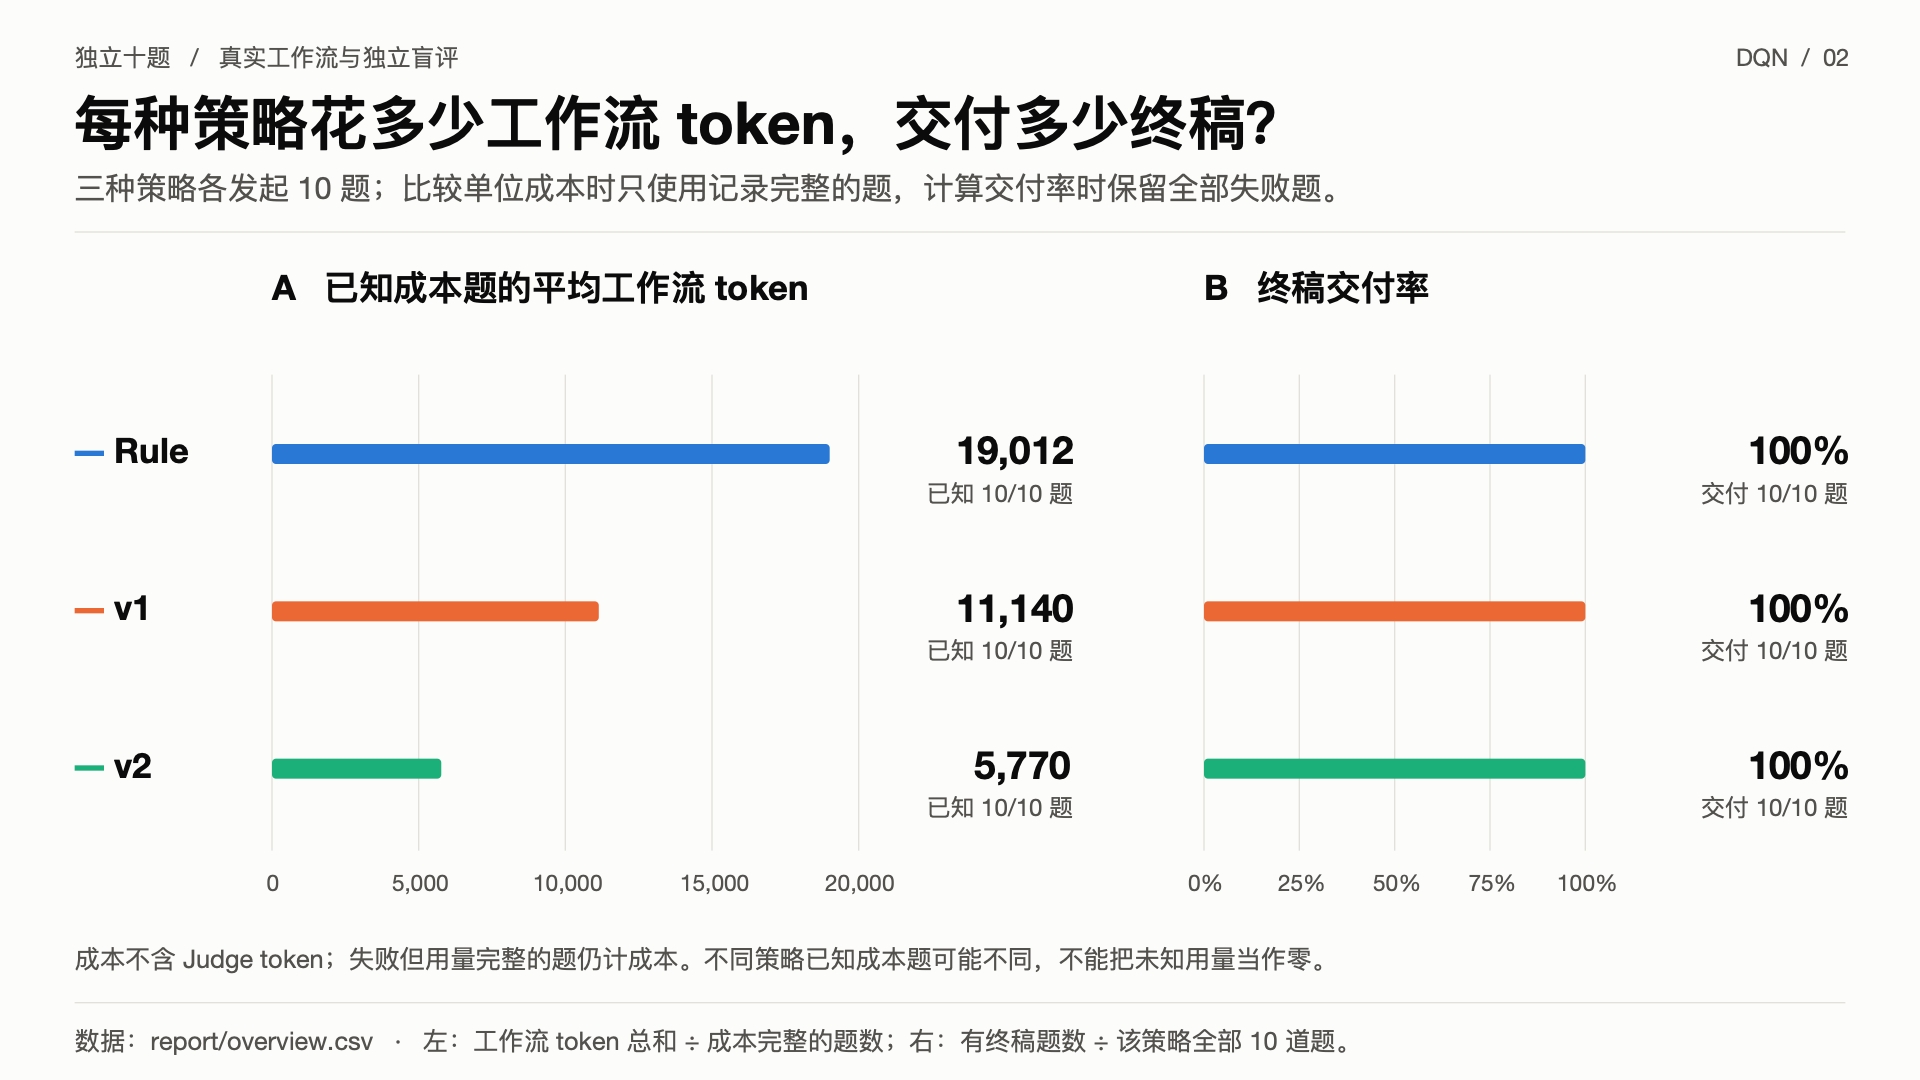 独立十题 / 真实工作流与独立盲评
DQN / 02
每种策略花多少工作流 token，交付多少终稿？
三种策略各发起 10 题；比较单位成本时只使用记录完整的题，计算交付率时保留全部失败题。
A 已知成本题的平均工作流 token
B 终稿交付率
Rule
19,012
已知 10/10 题
100%
交付 10/10 题
v1
11,140
已知 10/10 题
100%
交付 10/10 题
v2
5,770
已知 10/10 题
100%
交付 10/10 题
0 5,000 10,000 15,000 20,000
0% 25% 50% 75% 100%
成本不含 Judge token；失败但用量完整的题仍计成本。不同策略已知成本题可能不同，不能把未知用量当作零。
数据：report/overview.csv · 左：工作流 token 总和 ÷ 成本完整的题数；右：有终稿题数 ÷ 该策略全部 10 道题。